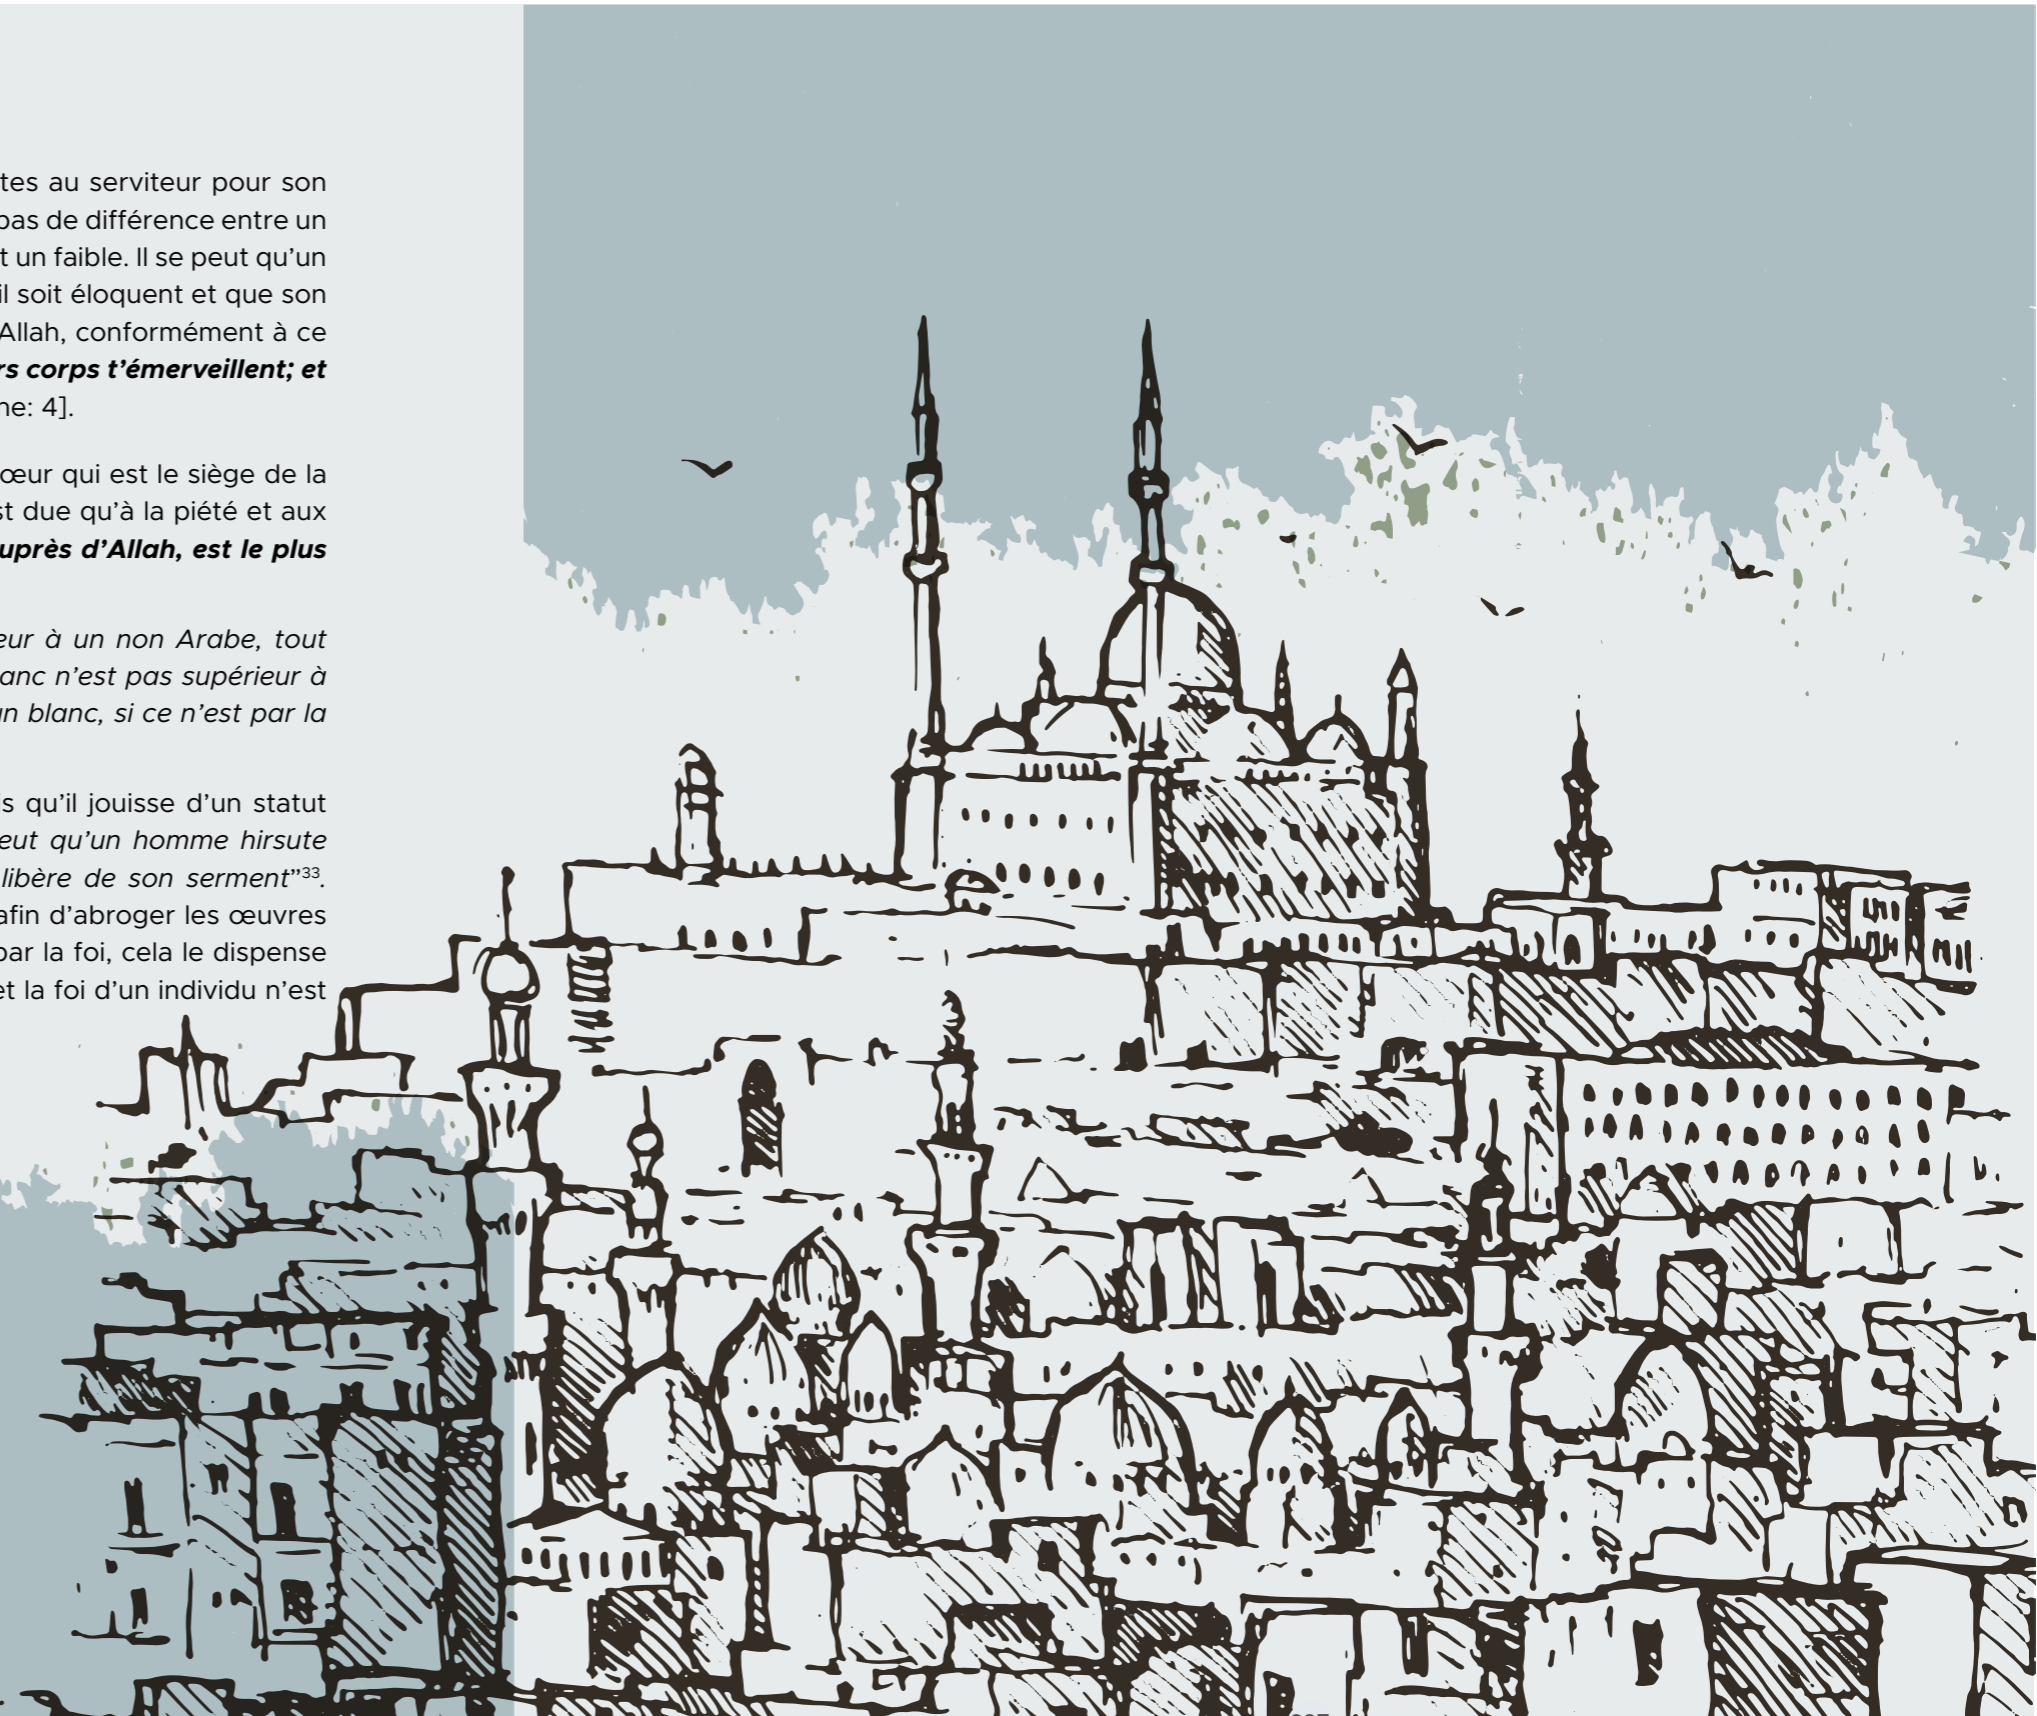 tes au serviteur pour son
pas de différence entre un
t un faible. Il se peut qu’un
il soit éloquent et que son
Allah, conformément à ce
rs corps t’émerveillent; et
ne: 4].
œur qui est le siège de la
st due qu’à la piété et aux
uprès d’Allah, est le plus
eur à un non Arabe, tout
anc n’est pas supérieur à
un blanc, si ce n’est par la
is qu’il jouisse d’un statut
eut qu’un homme hirsute
libère de son serment”³³.
afin d’abroger les œuvres
par la foi, cela le dispense
et la foi d’un individu n’est